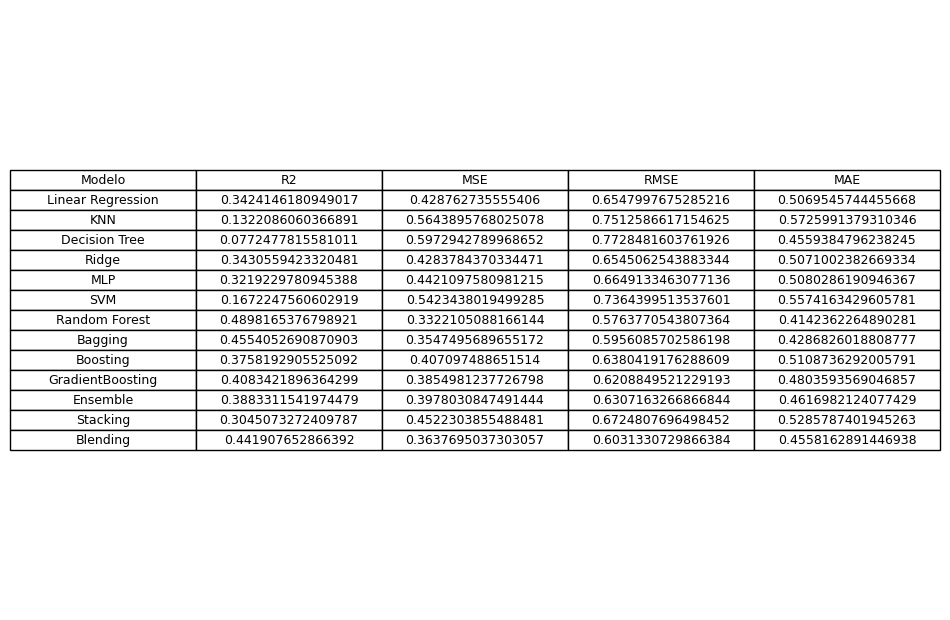 Modelo R2 MSE RMSE MAE
Linear Regression 0.3424146180949017 0.428762735555406 0.6547997675285216 0.5069545744455668
KNN 0.1322086060366891 0.5643895768025078 0.7512586617154625 0.5725991379310346
Decision Tree 0.0772477815581011 0.5972942789968652 0.7728481603761926 0.4559384796238245
Ridge 0.3430559423320481 0.4283784370334471 0.6545062543883344 0.5071002382669334
MLP 0.3219229780945388 0.4421097580981215 0.6649133463077136 0.5080286190946367
SVM 0.1672247560602919 0.5423438019499285 0.7364399513537601 0.5574163429605781
Random Forest 0.4898165376798921 0.3322105088166144 0.5763770543807364 0.4142362264890281
Bagging 0.4554052690870903 0.3547495689655172 0.5956085702586198 0.4286826018808777
Boosting 0.3758192905525092 0.407097488651514 0.6380419176288609 0.5108736292005791
GradientBoosting 0.4083421896364299 0.3854981237726798 0.6208849521229193 0.4803593569046857
Ensemble 0.3883311541974479 0.3978030847491444 0.6307163266866844 0.4616982124077429
Stacking 0.3045073272409787 0.4522303855488481 0.6724807696498452 0.5285787401945263
Blending 0.441907652866392 0.3637695037303057 0.6031330729866384 0.4558162891446938